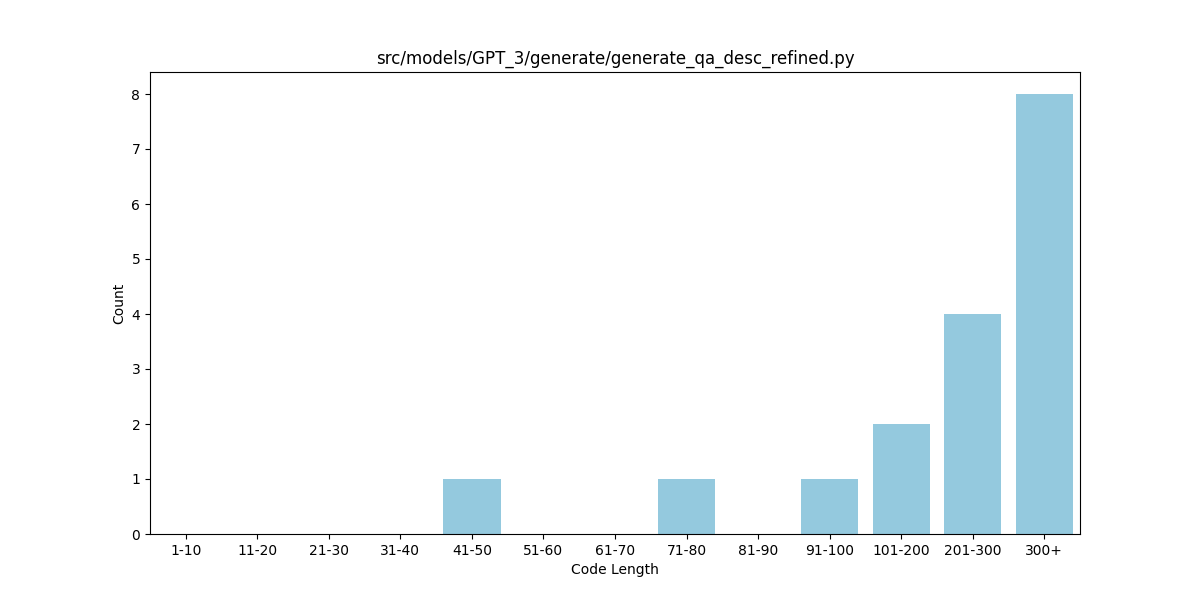 src/models/GPT_3/generate/generate_qa_desc_refined.py
Count
8
7
6
5
4
3
2
1
0
1-10 11-20 21-30 31-40 41-50 51-60 61-70 71-80 81-90 91-100 101-200 201-300 300+
Code Length